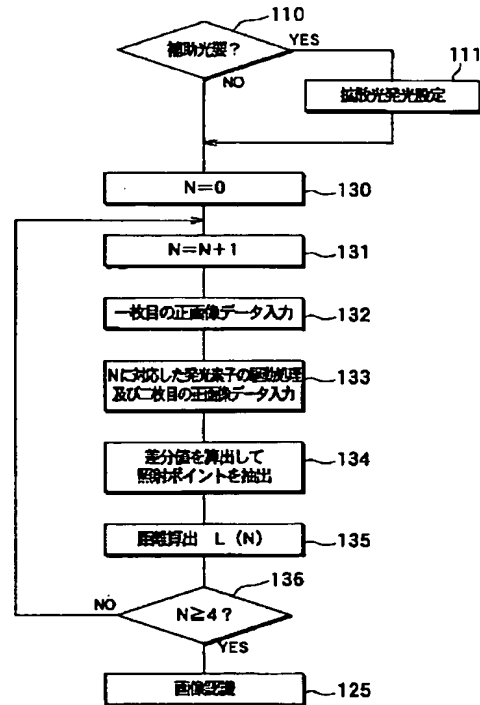 110
補助光要?
YES
111
NO
拡散光発光設定
N=0
130
N=N+1
131
一枚目の正画像データ入力
132
Nに対応した発光素子の駆動処理
及び二枚目の正画像データ入力
133
差分値を算出して
照射ポイントを抽出
134
距離算出 L(N)
135
136
NO
N≧4?
YES
画像認識
125